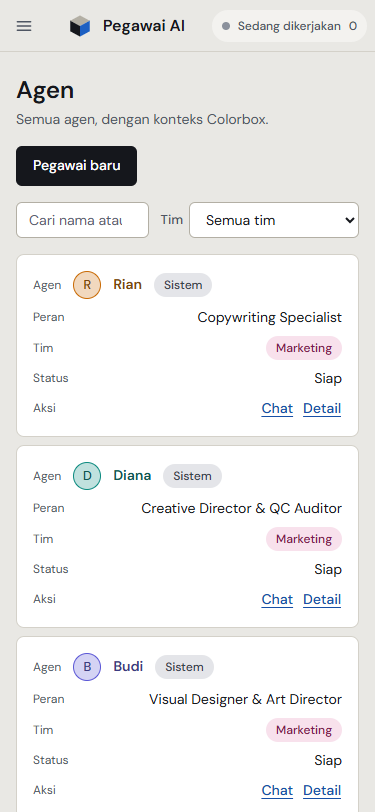 Pegawai AI
Sedang dikerjakan 0
Agen
Semua agen, dengan konteks Colorbox.
Pegawai baru
Cari nama atau
Tim Semua tim
Agen R Rian Sistem
Peran Copywriting Specialist
Tim Marketing
Status Siap
Aksi Chat Detail
Agen D Diana Sistem
Peran Creative Director & QC Auditor
Tim Marketing
Status Siap
Aksi Chat Detail
Agen B Budi Sistem
Peran Visual Designer & Art Director
Tim Marketing
Status Siap
Aksi Chat Detail